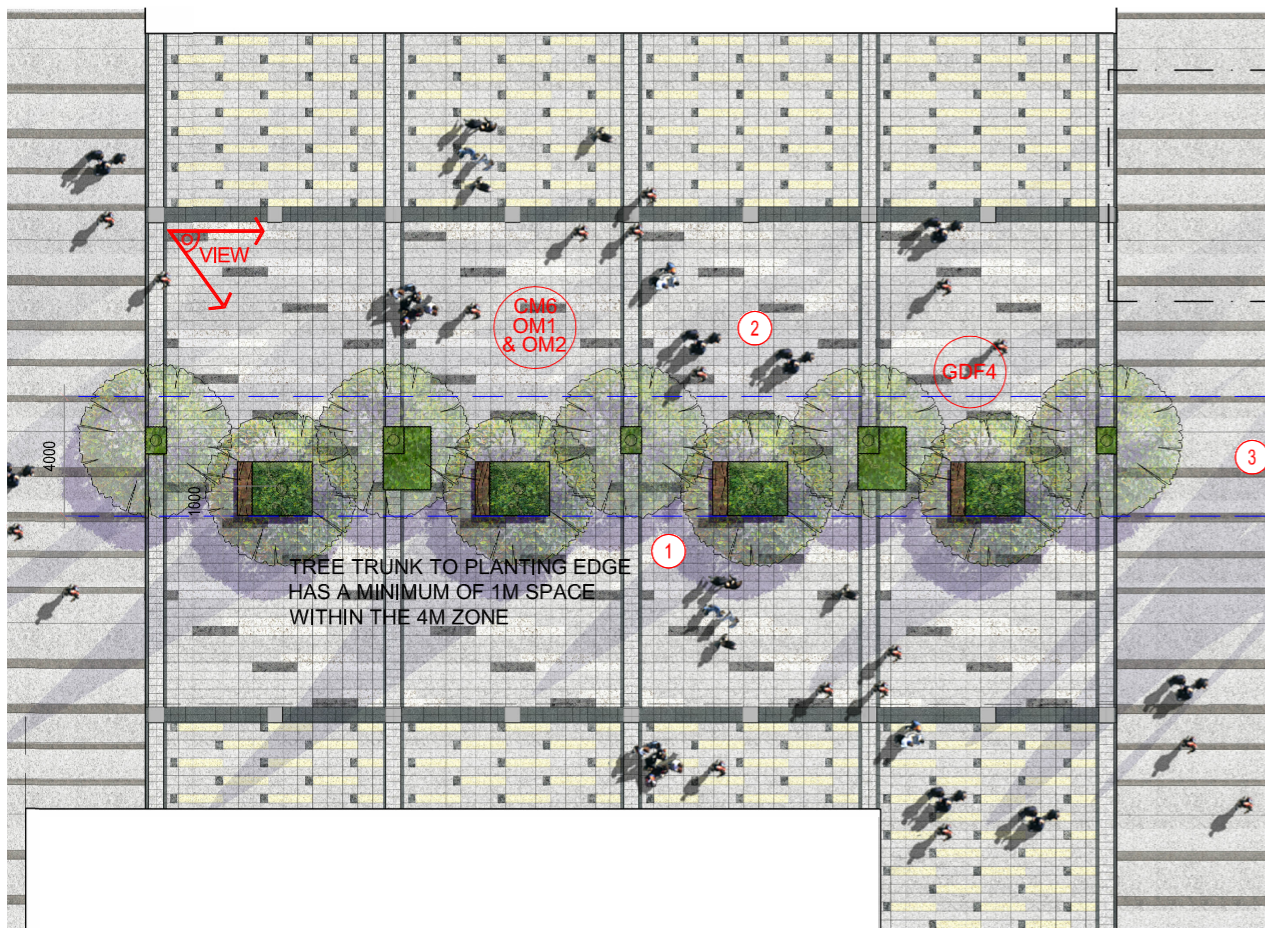 VIEW
CM6
OM1
& OM2
2
GDF4
4000
3
1000
1
TREE TRUNK TO PLANTING EDGE
HAS A MINIMUM OF 1M SPACE
WITHIN THE 4M ZONE